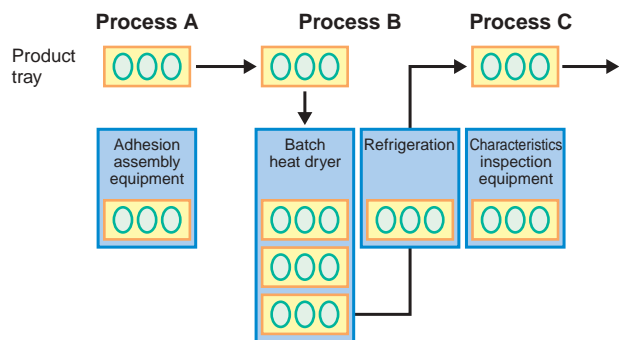 Process A
Process B
Process C
Product
tray
Adhesion
assembly
equipment
Batch
heat dryer
Refrigeration
Characteristics
inspection
equipment